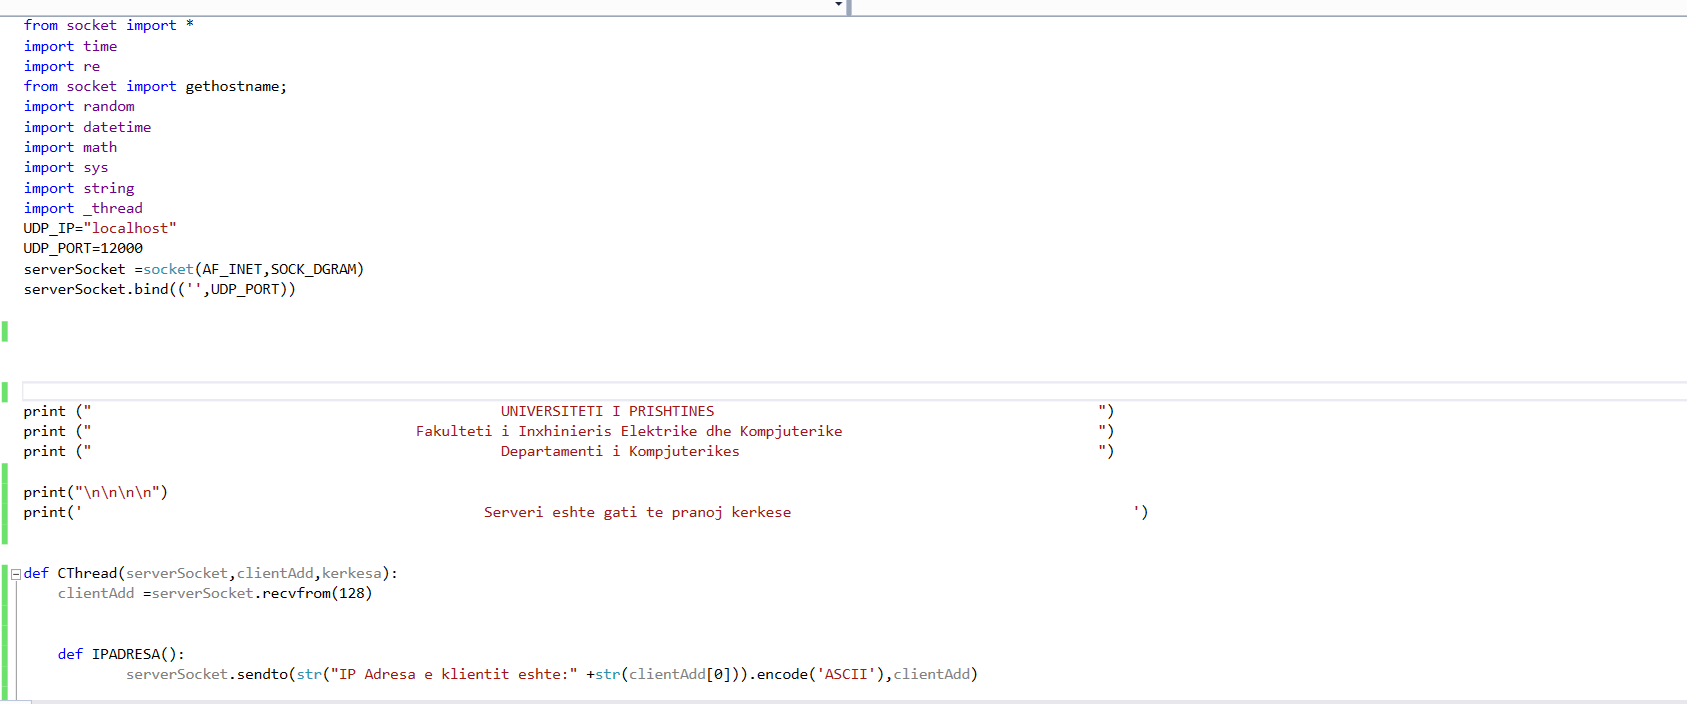 from socket import *
import time
import re
from socket import gethostname;
import random
import datetime
import math
import sys
import string
import _thread
UDP_IP="localhost"
UDP_PORT=12000
serverSocket =socket(AF_INET,SOCK_DGRAM)
serverSocket.bind(('',UDP_PORT))
print ("                                                UNIVERSITETI I PRISHTINES                                             ")
print ("                                      Fakulteti i Inxhinieris Elektrike dhe Kompjuterike                              ")
print ("                                                Departamenti i Kompjuterikes                                          ")
print("\n\n\n\n")
print('                                               Serveri eshte gati te pranoj kerkese                                        ')
def CThread(serverSocket,clientAdd,kerkesa):
    clientAdd =serverSocket.recvfrom(128)
    def IPADRESA():
            serverSocket.sendto(str("IP Adresa e klientit eshte:" +str(clientAdd[0])).encode('ASCII'),clientAdd)